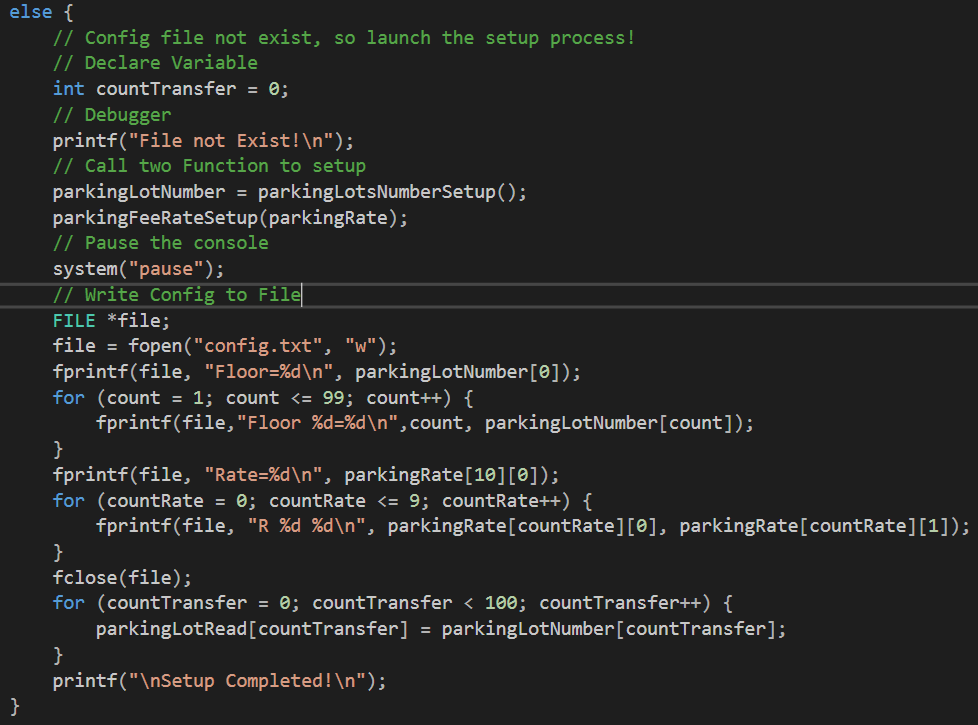 else {
    // Config file not exist, so launch the setup process!
    // Declare Variable
    int countTransfer = 0;
    // Debugger
    printf("File not Exist!\n");
    // Call two Function to setup
    parkingLotNumber = parkingLotsNumberSetup();
    parkingFeeRateSetup(parkingRate);
    // Pause the console
    system("pause");
    // Write Config to File
    FILE *file;
    file = fopen("config.txt", "w");
    fprintf(file, "Floor=%d\n", parkingLotNumber[0]);
    for (count = 1; count <= 99; count++) {
        fprintf(file,"Floor %d=%d\n",count, parkingLotNumber[count]);
    }
    fprintf(file, "Rate=%d\n", parkingRate[10][0]);
    for (countRate = 0; countRate <= 9; countRate++) {
        fprintf(file, "R %d %d\n", parkingRate[countRate][0], parkingRate[countRate][1]);
    }
    fclose(file);
    for (countTransfer = 0; countTransfer < 100; countTransfer++) {
        parkingLotRead[countTransfer] = parkingLotNumber[countTransfer];
    }
    printf("\nSetup Completed!\n");
}